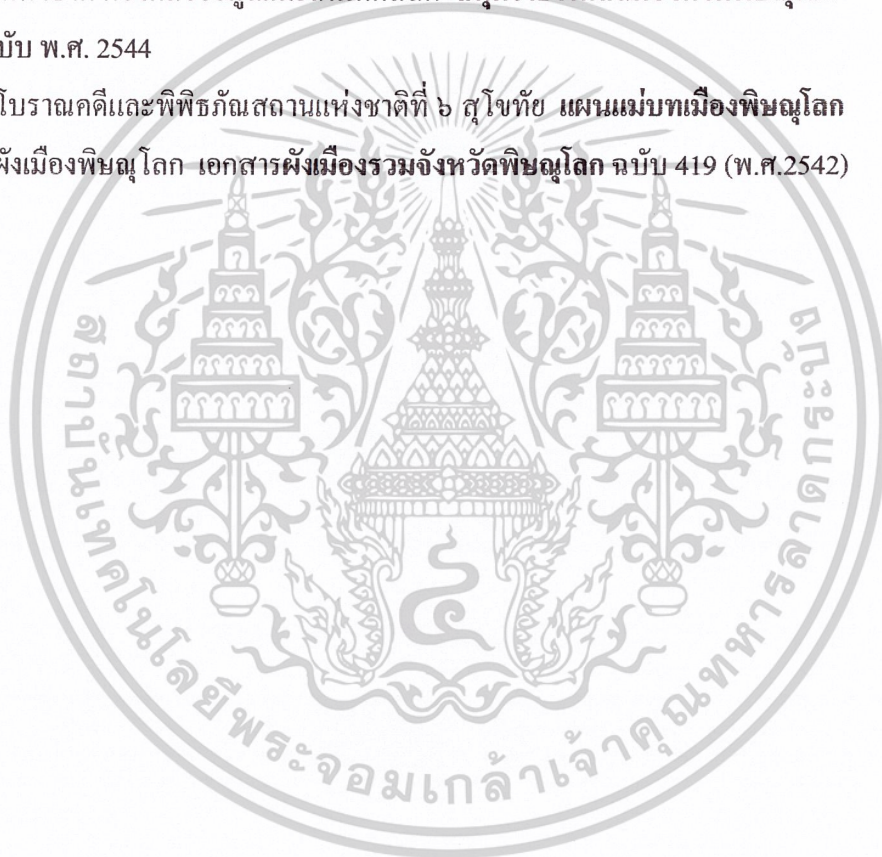 บับ พ.ศ. 2544
โบราณคดีและพิพิธภัณสถานแห่งชาติที่ ๖ สุโขทัย แผนแม่บทเมืองพิษณุโลก
ผังเมืองพิษณุโลก เอกสารผังเมืองรวมจังหวัดพิษณุโลก ฉบับ 419 (พ.ศ.2542)
สถาบันเทคโนโลยีพระจอมเกล้าเจ้าคุณทหารลาดกระบัง
๔